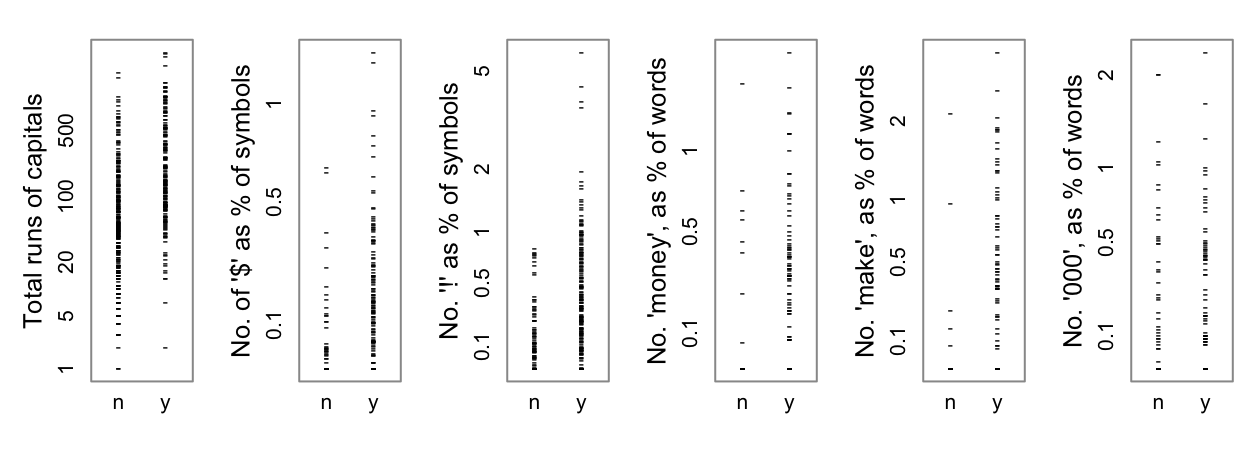 Total runs of capitals
1 5 20 100 500
n y
No. of '$' as % of symbols
0.1 0.5 1
n y
No. '!' as % of symbols
0.1 0.5 1 2 5
n y
No. 'money', as % of words
0.1 0.5 1
n y
No. 'make', as % of words
0.1 0.5 1 2
n y
No. '000', as % of words
0.1 0.5 1 2
n y